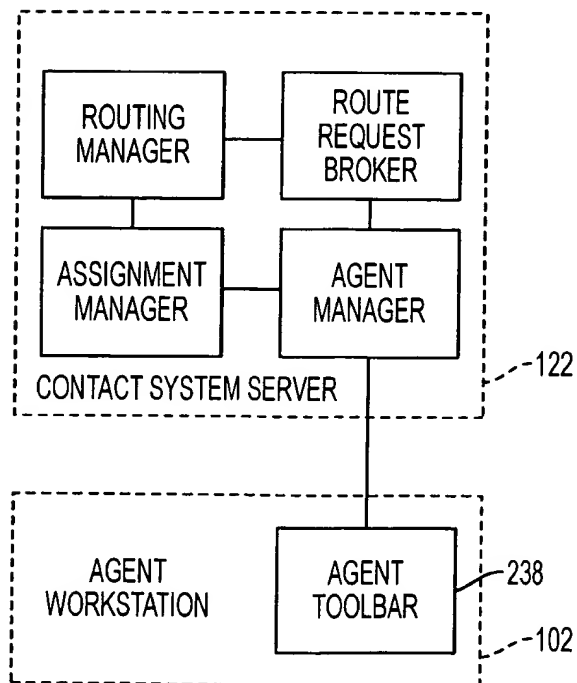 ROUTING
MANAGER
ROUTE
REQUEST
BROKER
ASSIGNMENT
MANAGER
AGENT
MANAGER
CONTACT SYSTEM SERVER
122
AGENT
WORKSTATION
AGENT
TOOLBAR
238
102